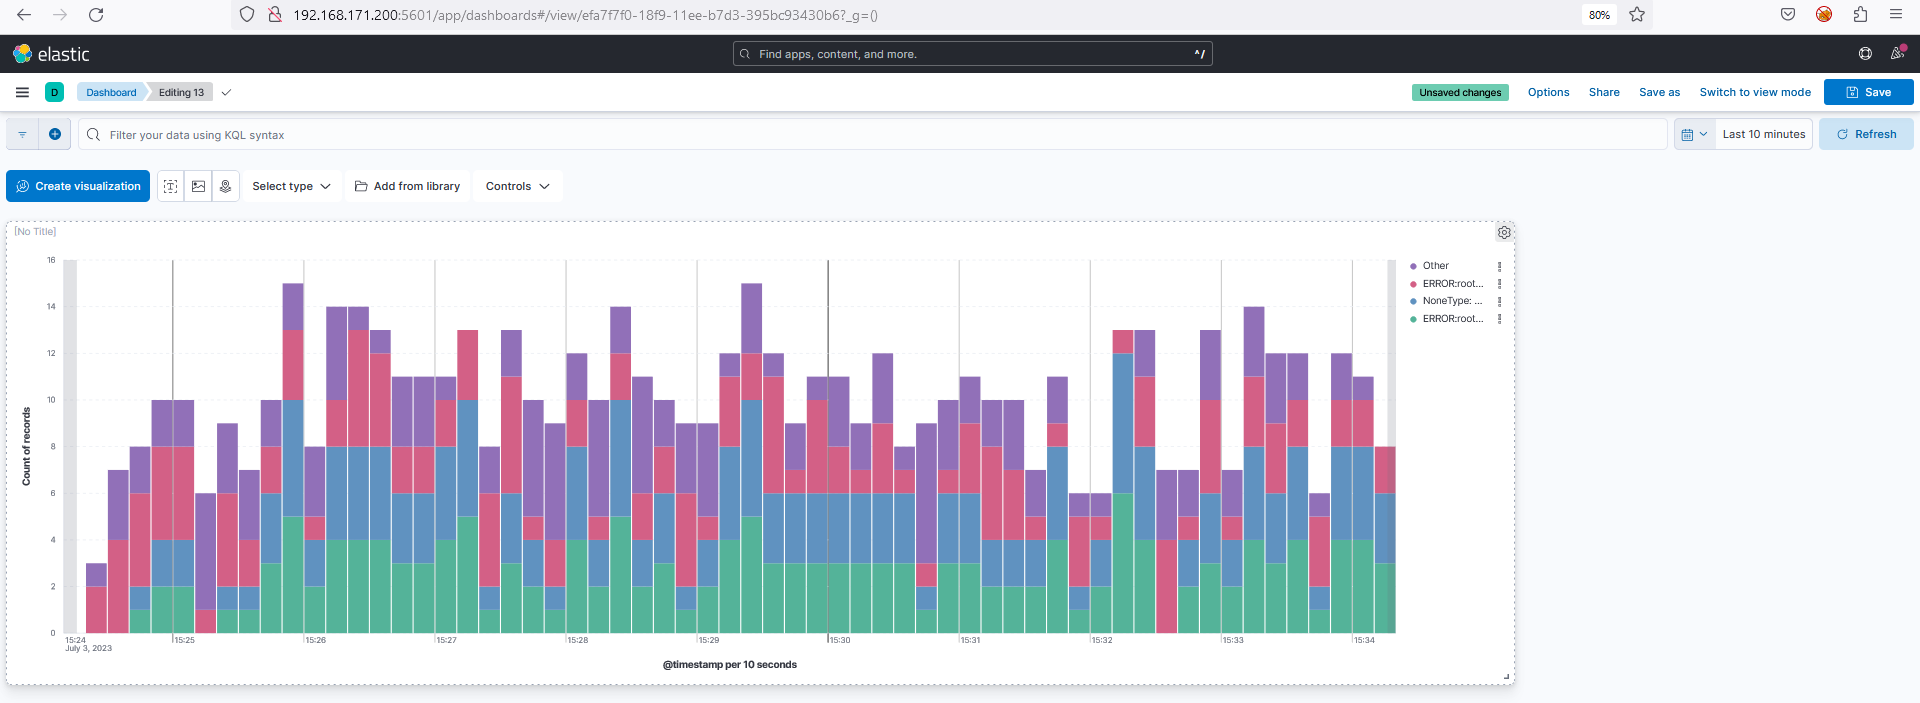 192.168.171.200:5601/app/dashboards#/view/efa7f7f0-18f9-11ee-b7d3-395bc93430b6?_g=()
80%
elastic
Find apps, content, and more.
^/
D
Dashboard
Editing 13
Unsaved changes
Options
Share
Save as
Switch to view mode
Save
Filter your data using KQL syntax
Last 10 minutes
Refresh
Create visualization
Select type
Add from library
Controls
[No Title]
16
14
12
10
8
6
4
2
0
Count of records
15:24
15:25
15:26
15:27
15:28
15:29
15:30
15:31
15:32
15:33
15:34
July 3, 2023
@timestamp per 10 seconds
Other
ERROR:root...
NoneType: ...
ERROR:root...